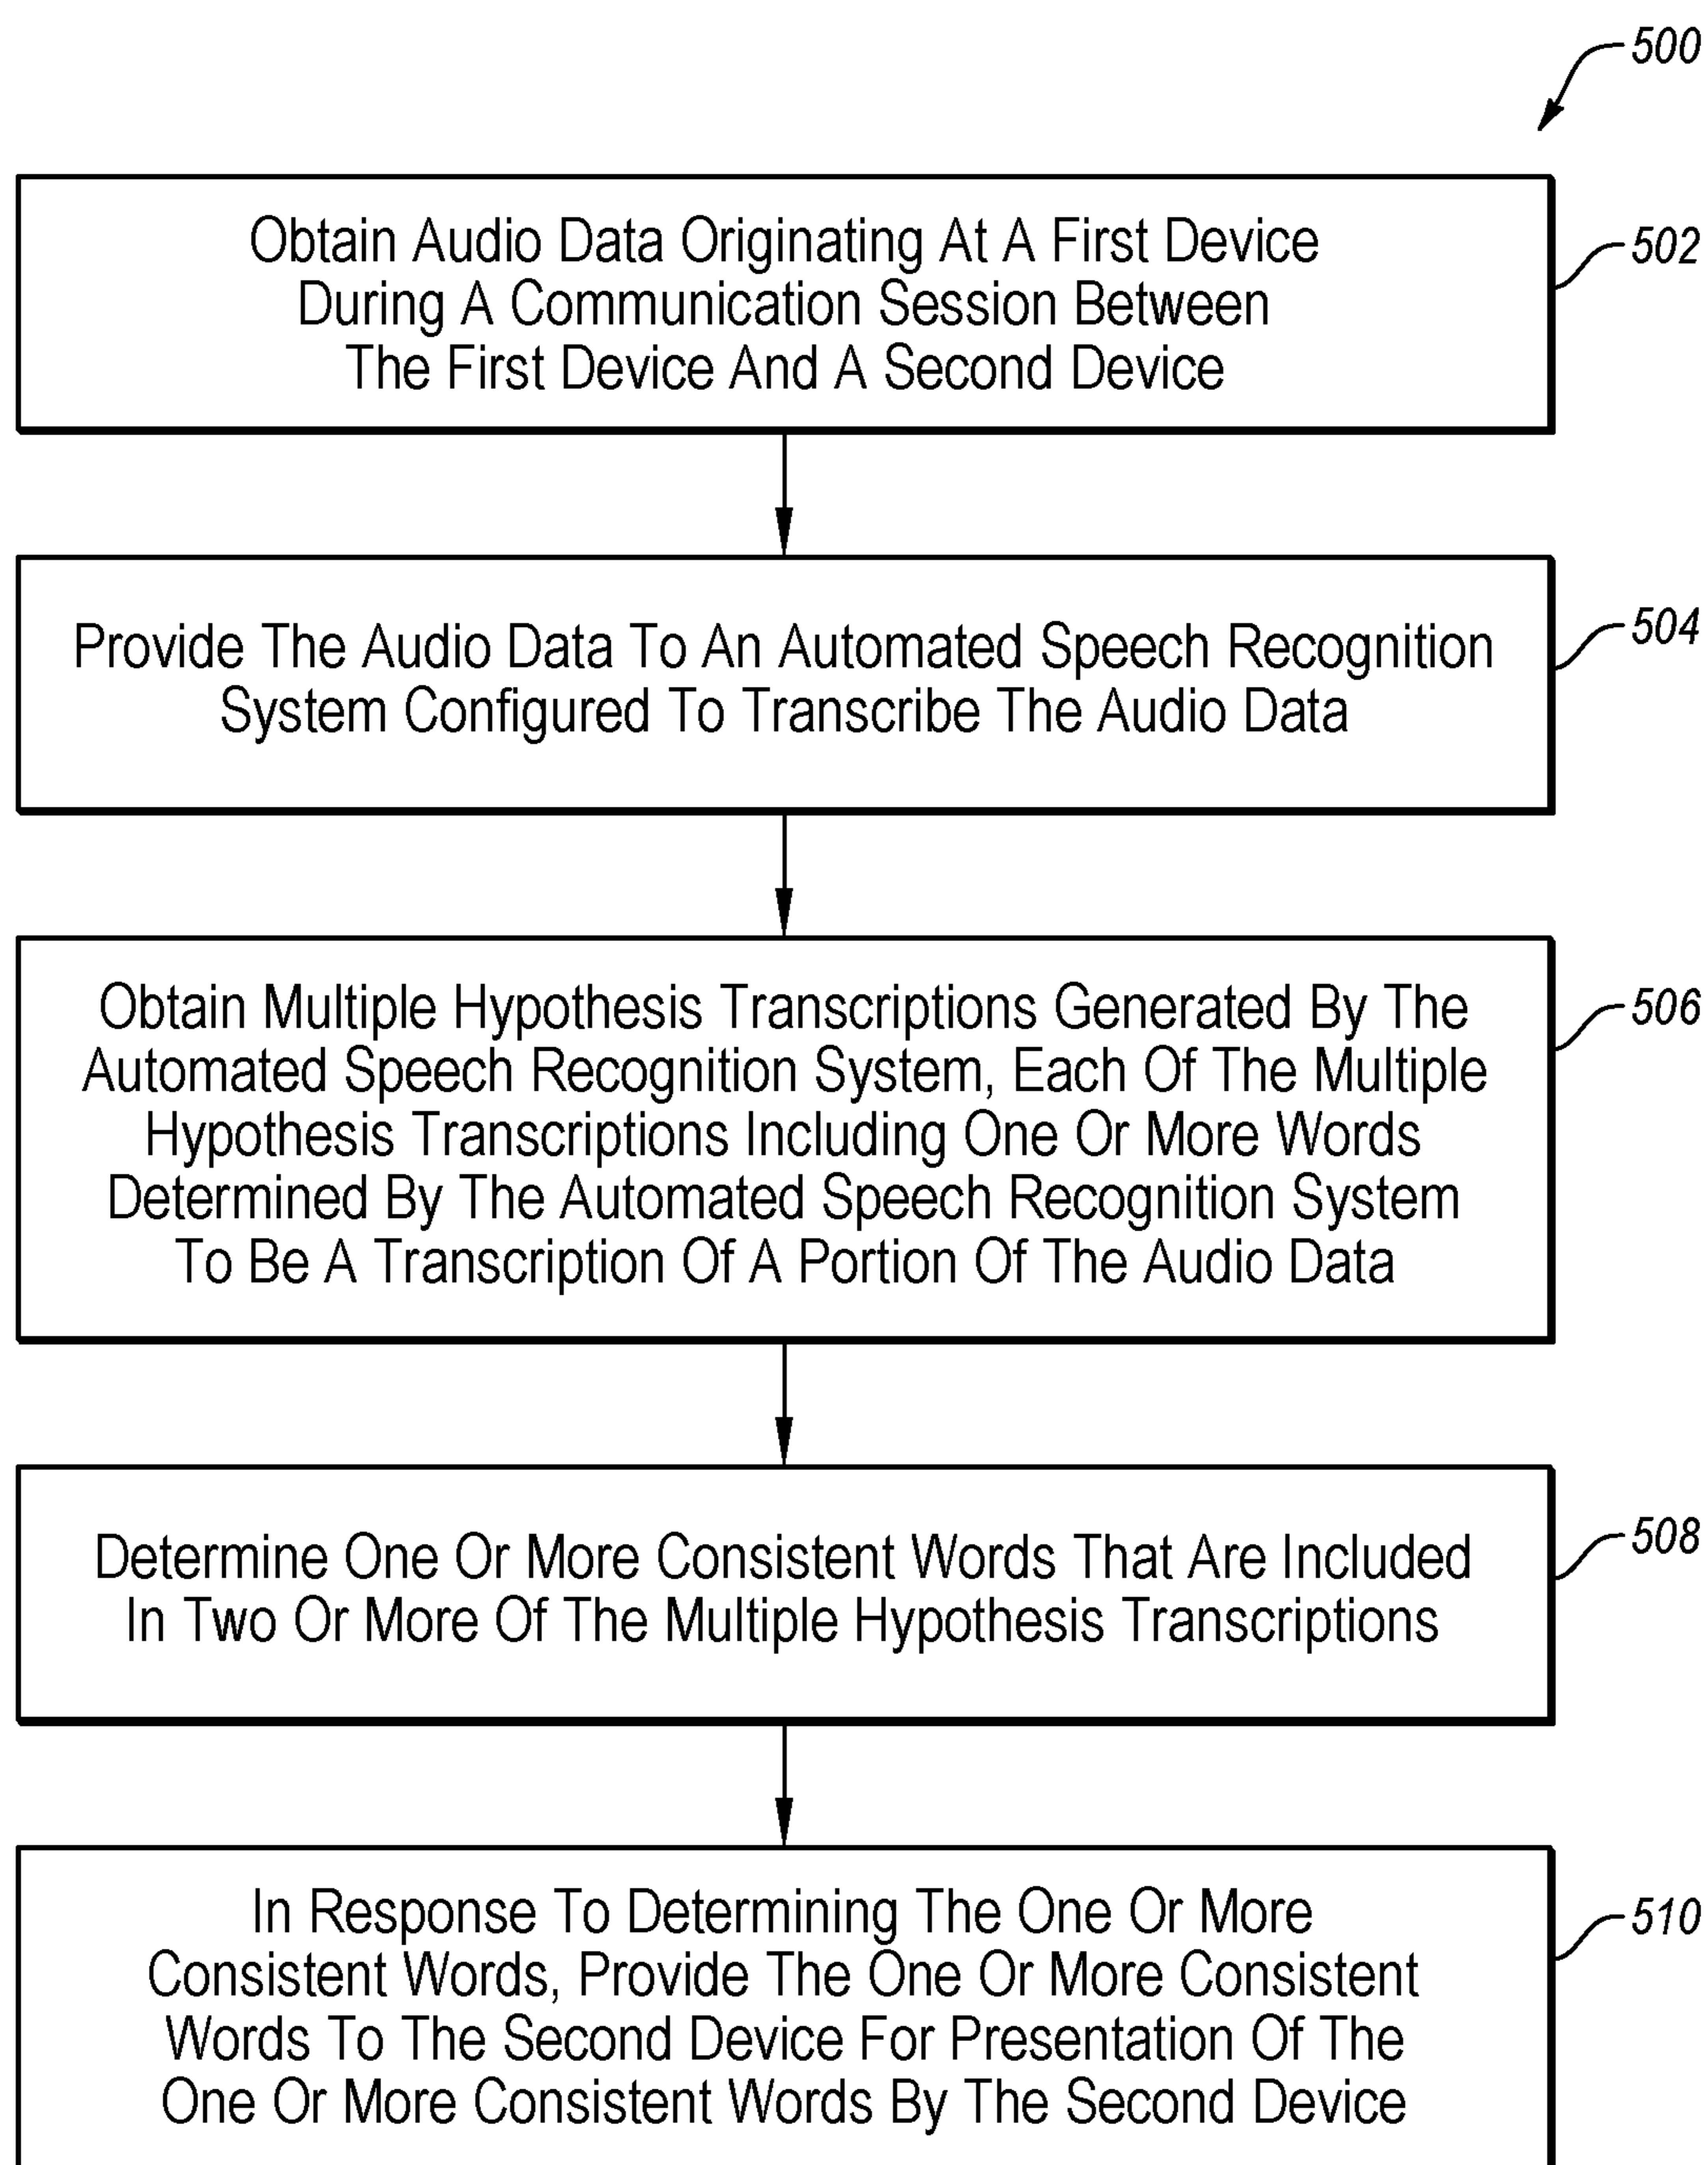 500
Obtain Audio Data Originating At A First Device
During A Communication Session Between
The First Device And A Second Device
502
Provide The Audio Data To An Automated Speech Recognition
System Configured To Transcribe The Audio Data
504
Obtain Multiple Hypothesis Transcriptions Generated By The
Automated Speech Recognition System, Each Of The Multiple
Hypothesis Transcriptions Including One Or More Words
Determined By The Automated Speech Recognition System
To Be A Transcription Of A Portion Of The Audio Data
506
Determine One Or More Consistent Words That Are Included
In Two Or More Of The Multiple Hypothesis Transcriptions
508
In Response To Determining The One Or More
Consistent Words, Provide The One Or More Consistent
Words To The Second Device For Presentation Of The
One Or More Consistent Words By The Second Device
510